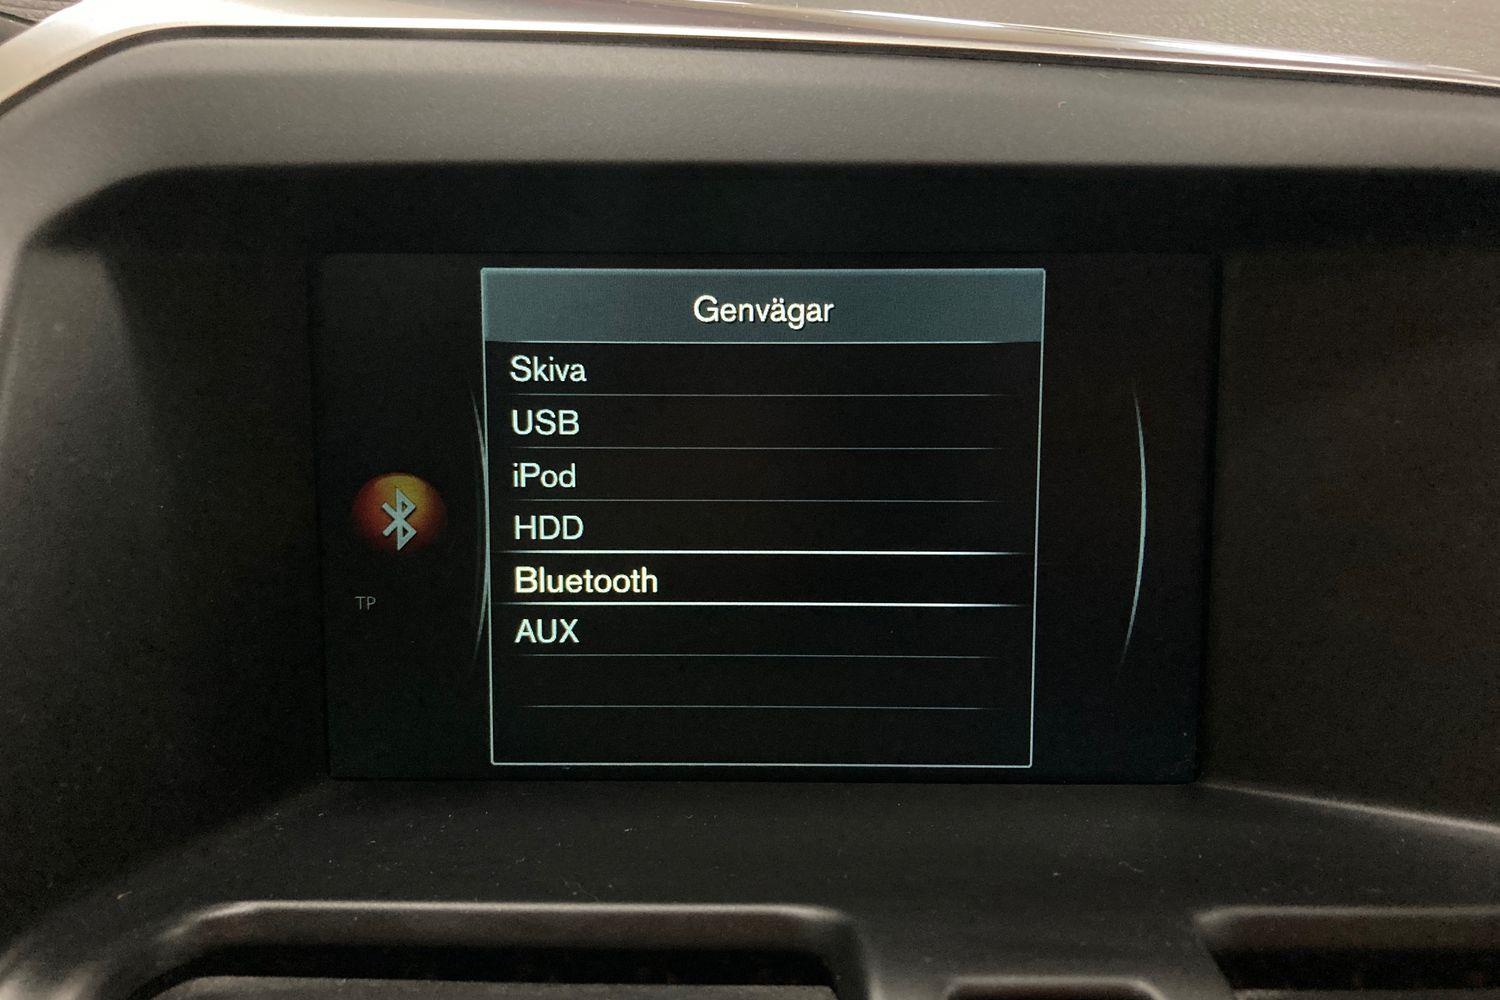 Genvägar
Skiva
USB
iPod
HDD
Bluetooth
TP
AUX